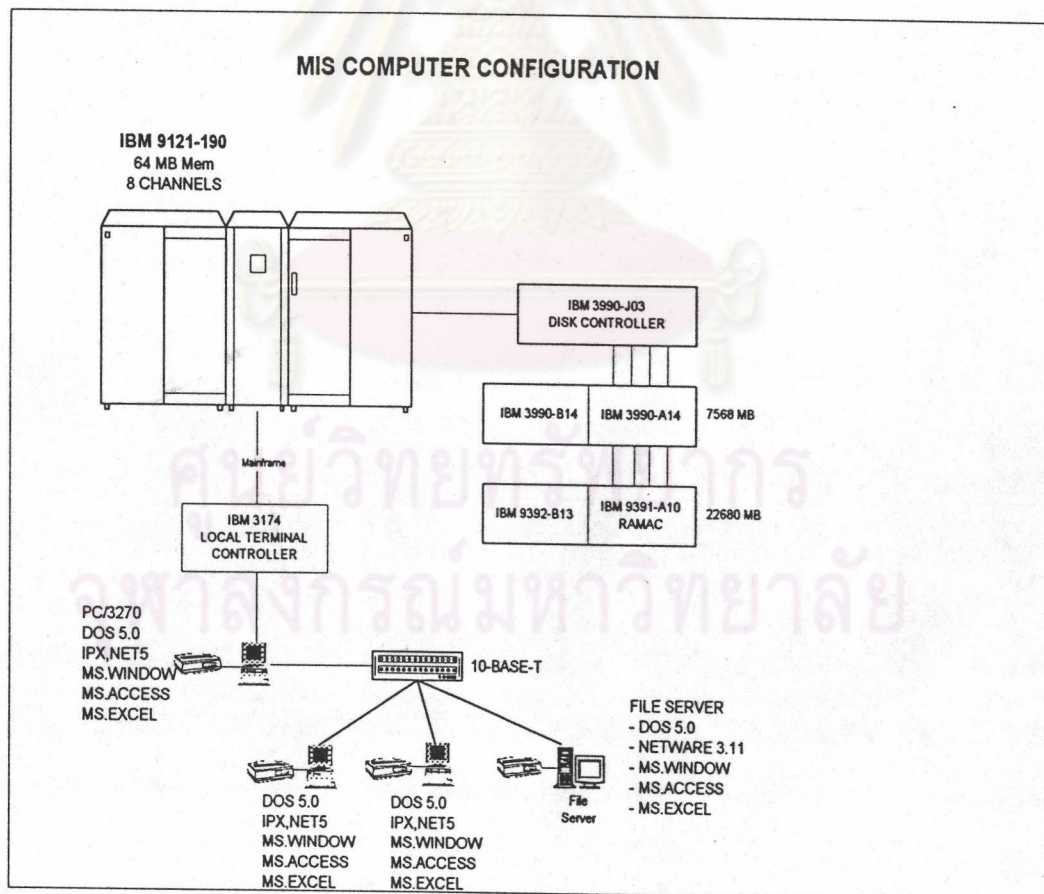 MIS COMPUTER CONFIGURATION
IBM 9121-190
64 MB Mem
8 CHANNELS
IBM 3990-J03
DISK CONTROLLER
IBM 3990-B14
IBM 3990-A14
7568 MB
Mainframe
IBM 9392-B13
IBM 9391-A10
RAMAC
22680 MB
IBM 3174
LOCAL TERMINAL
CONTROLLER
ศูนย์วิทยทรัพยากร
จุฬาลงกรณ์มหาวิทยาลัย
PC/3270
DOS 5.0
IPX,NET5
MS.WINDOW
MS.ACCESS
MS.EXCEL
10-BASE-T
FILE SERVER
- DOS 5.0
- NETWARE 3.11
- MS.WINDOW
- MS.ACCESS
- MS.EXCEL
File
Server
DOS 5.0
IPX,NET5
MS.WINDOW
MS.ACCESS
MS.EXCEL
DOS 5.0
IPX,NET5
MS.WINDOW
MS.ACCESS
MS.EXCEL